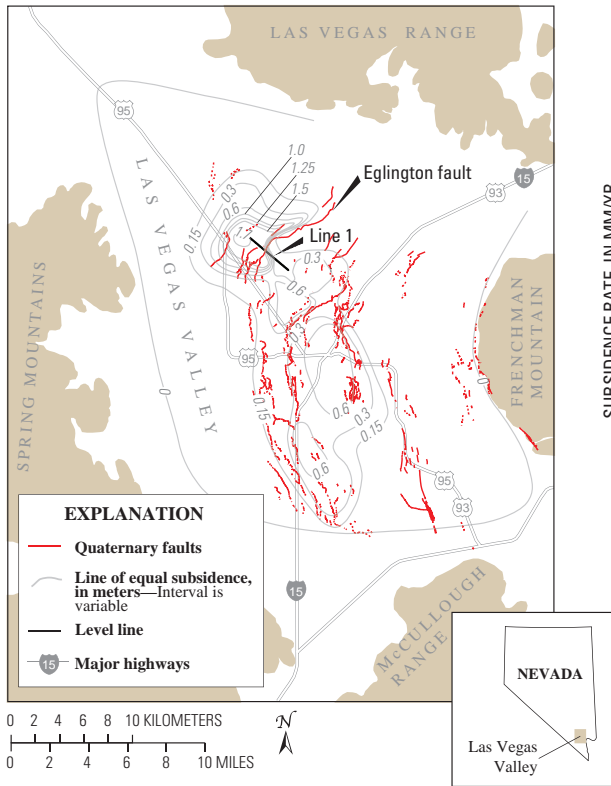 LAS VEGAS RANGE
95
15
93
1.0
1.25
1.5
0.3
0.6
0.15
Eglington fault
1
Line 1
0.3
0.6
LAS VEGAS VALLEY
SPRING MOUNTAINS
FRENCHMAN
MOUNTAIN
0
0.3
95
0
0.15
0.6
0.3
0.15
0.6
95
93
15
McCULLOUGH
RANGE
EXPLANATION
Quaternary faults
Line of equal subsidence,
in meters—Interval is
variable
Level line
15 Major highways
NEVADA
Las Vegas
Valley
0 2 4 6 8 10 KILOMETERS
0 2 4 6 8 10 MILES
N
SUBSIDENCE RATE, IN MM/YR